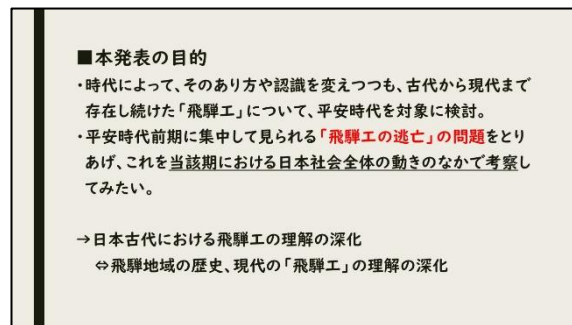 ■本発表の目的
・時代によって、そのあり方や認識を変えつつも、古代から現代まで
存在し続けた「飛騨工」について、平安時代を対象に検討。
・平安時代前期に集中して見られる「飛騨工の逃亡」の問題をとり
あげ、これを当該期における日本社会全体の動きのなかで考察し
てみたい。
→日本古代における飛騨工の理解の深化
⇔飛騨地域の歴史、現代の「飛騨工」の理解の深化